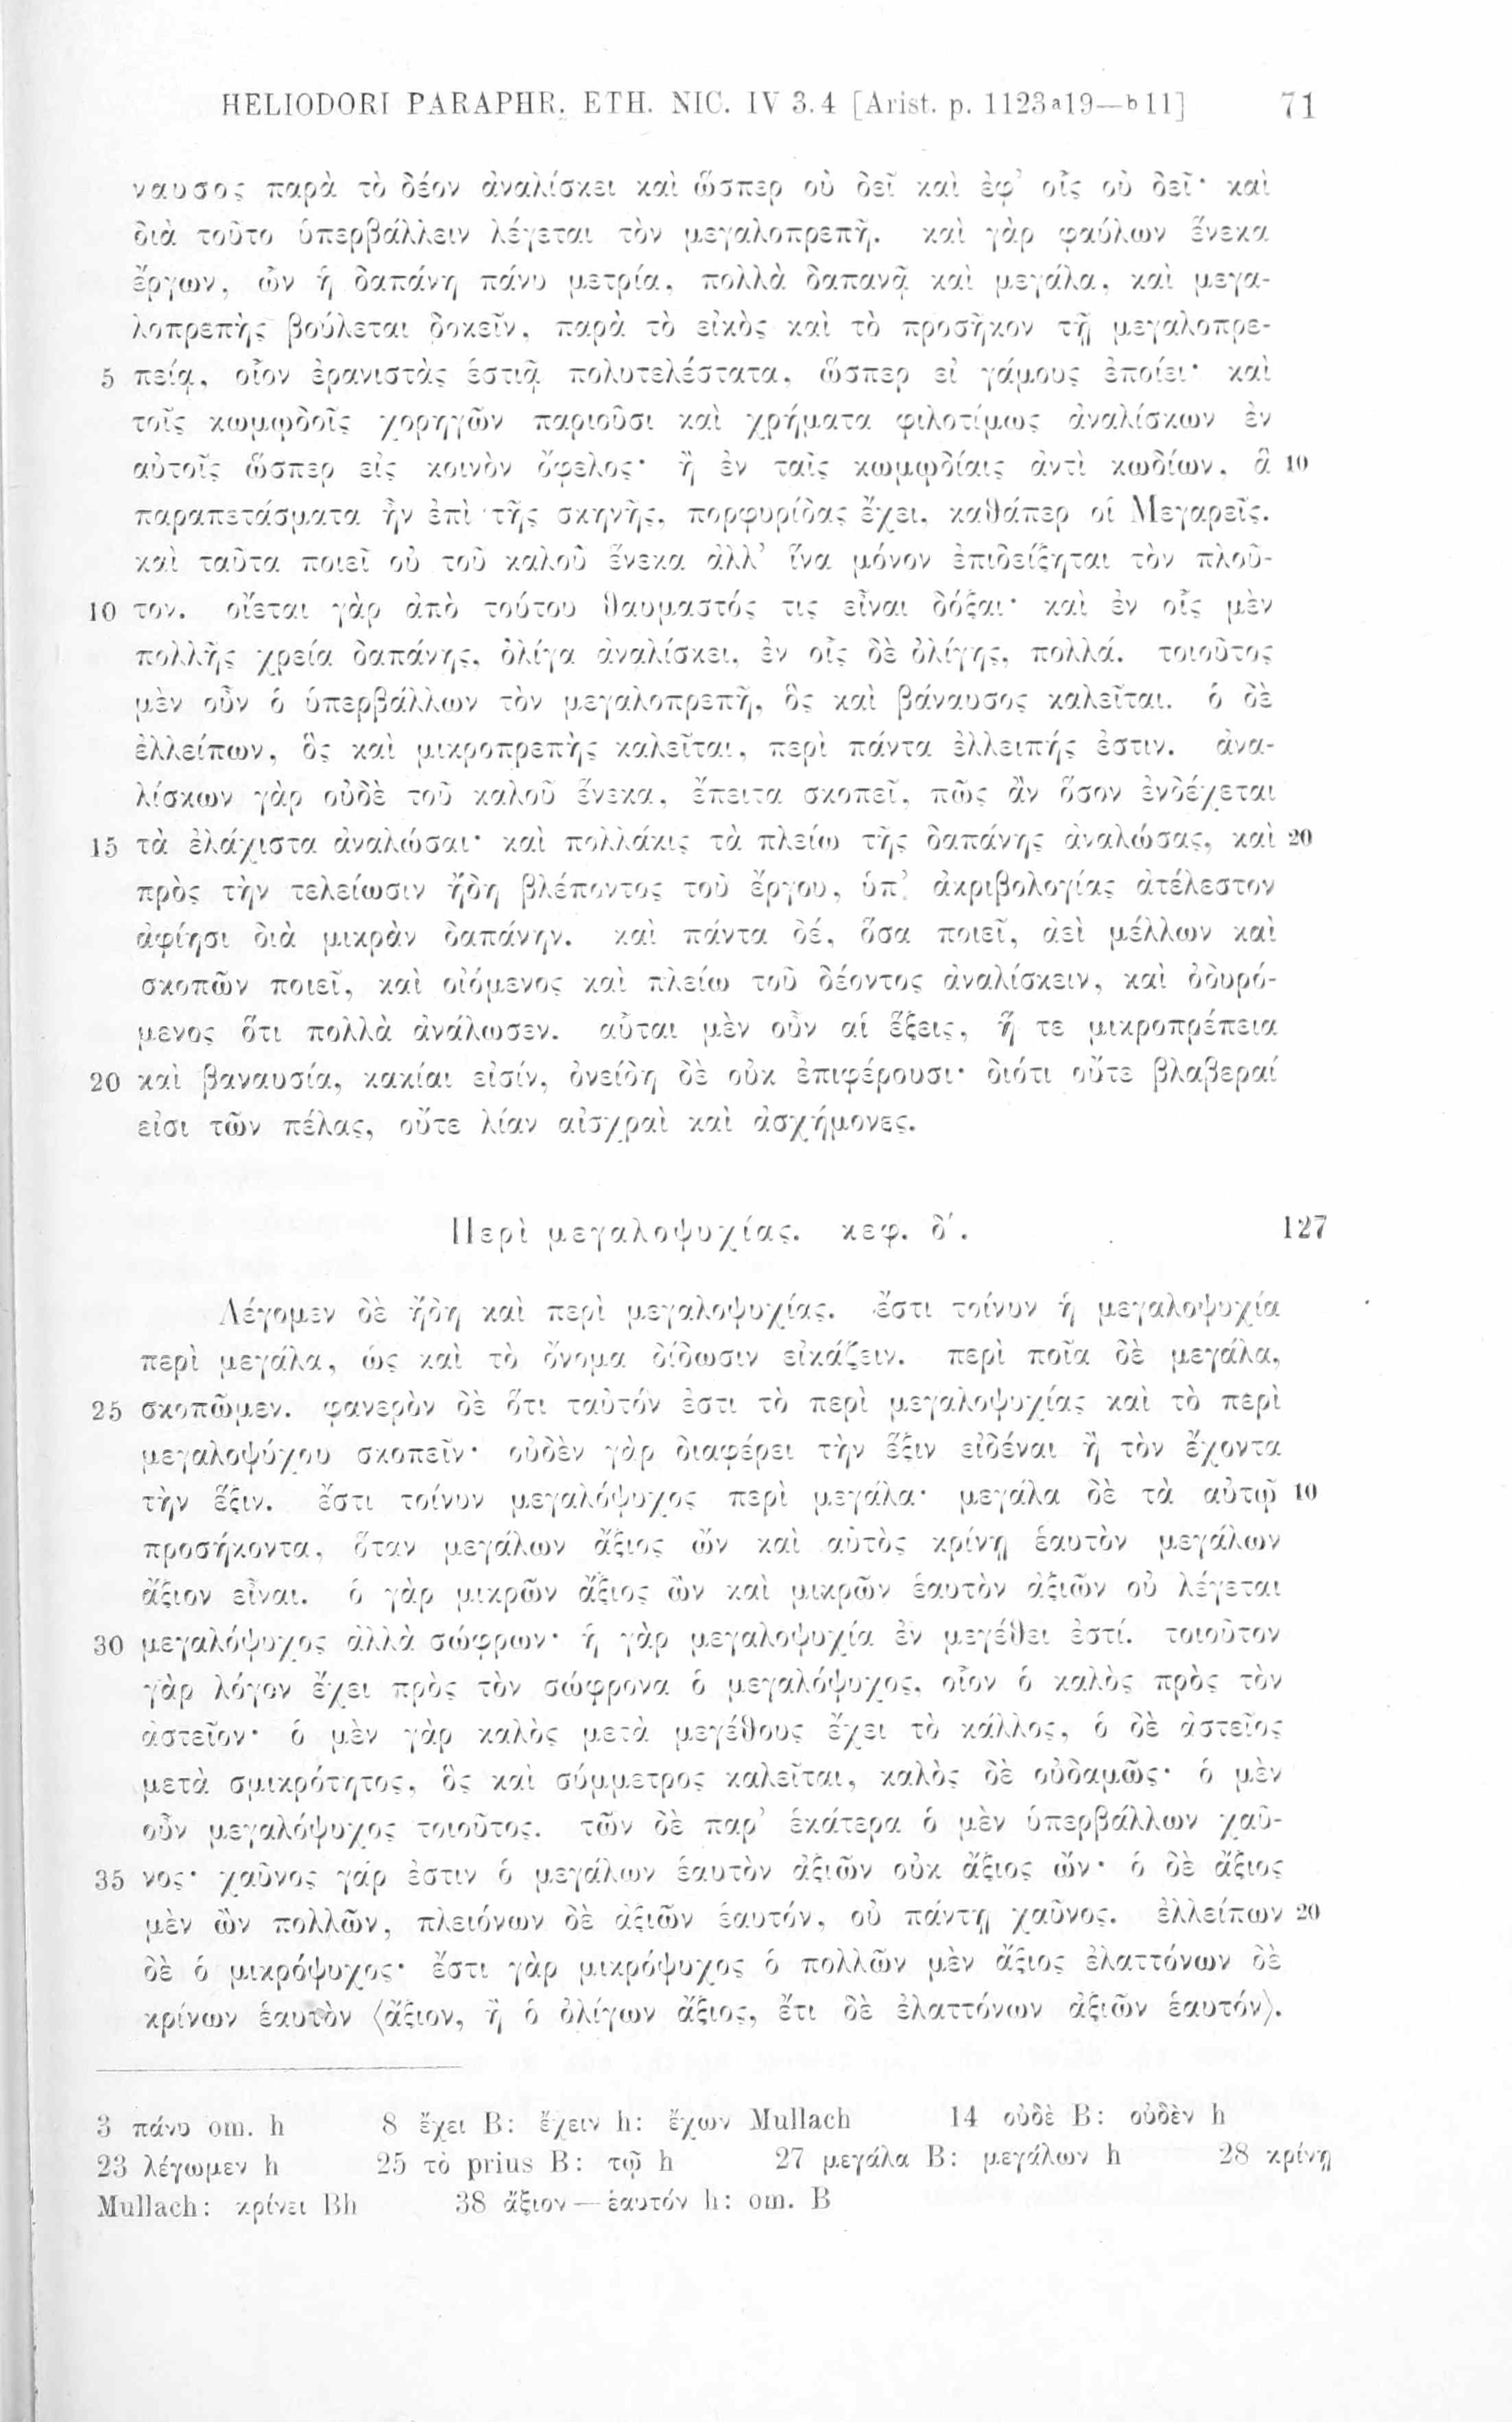 HELIODORI PARAPHR. ETH. NIC. IV 3.4 [Arist. p. 1123a19—b11] 71
ναυσος παρὰ τὸ δέον ἀναλίσκει καὶ ὥσπερ οὐ δεῖ καὶ ἐφ’ οἷς οὐ δεῖ· καὶ
διὰ τοῦτο ὑπερβάλλειν λέγεται τὸν μεγαλοπρεπῆ. καὶ γὰρ φαύλων ἕνεκα
ἔργων, ὧν ἡ δαπάνη πάνυ μετρία, πολλὰ δαπανᾷ καὶ μεγάλα, καὶ μεγα-
λοπρεπὴς βούλεται δοκεῖν, παρὰ τὸ εἰκὸς καὶ τὸ προσῆκον τῇ μεγαλοπρε-
5 πείᾳ, οἷον ἐρανιστὰς ἑστιᾷ πολυτελέστατα, ὥσπερ εἰ γάμους ἐποίει· καὶ
τοῖς κωμῳδοῖς χορηγῶν παριοῦσι καὶ χρήματα φιλοτίμως ἀναλίσκων ἐν
αὐτοῖς ὥσπερ εἰς κοινὸν ὄφελος· ἢ ἐν ταῖς κωμῳδίαις ἀντὶ κωδίων, ἃ 10
παραπετάσματα ἦν ἐπὶ τῆς σκηνῆς, πορφυρίδας ἔχει, καθάπερ οἱ Μεγαρεῖς.
καὶ ταῦτα ποιεῖ οὐ τοῦ καλοῦ ἕνεκα ἀλλ’ ἵνα μόνον ἐπιδείξηται τὸν πλοῦ-
10 τον. οἴεται γὰρ ἀπὸ τούτου θαυμαστός τις εἶναι δόξαι· καὶ ἐν οἷς μὲν
πολλῆς χρεία δαπάνης, ὀλίγα ἀναλίσκει, ἐν οἷς δὲ ὀλίγης, πολλά. τοιοῦτος
μὲν οὖν ὁ ὑπερβάλλων τὸν μεγαλοπρεπῆ, ὃς καὶ βάναυσος καλεῖται. ὁ δὲ
ἐλλείπων, ὃς καὶ μικροπρεπὴς καλεῖται, περὶ πάντα ἐλλειπής ἐστιν. ἀνα-
λίσκων γὰρ οὐδὲ τοῦ καλοῦ ἕνεκα, ἔπειτα σκοπεῖ, πῶς ἂν ὅσον ἐνδέχεται
15 τὰ ἐλάχιστα ἀναλώσαι· καὶ πολλάκις τὰ πλείω τῆς δαπάνης ἀναλώσας, καὶ 20
πρὸς τὴν τελείωσιν ἤδη βλέποντος τοῦ ἔργου, ὑπ’ ἀκριβολογίας ἀτέλεστον
ἀφίησι διὰ μικρὰν δαπάνην. καὶ πάντα δέ, ὅσα ποιεῖ, ἀεὶ μέλλων καὶ
σκοπῶν ποιεῖ, καὶ οἰόμενος καὶ πλείω τοῦ δέοντος ἀναλίσκειν, καὶ ὀδυρό-
μενος ὅτι πολλὰ ἀνάλωσεν. αὗται μὲν οὖν αἱ ἕξεις, ἥ τε μικροπρέπεια
20 καὶ βαναυσία, κακίαι εἰσίν, ὀνείδη δὲ οὐκ ἐπιφέρουσι· διότι οὔτε βλαβεραί
εἰσι τῶν πέλας, οὔτε λίαν αἰσχραὶ καὶ ἀσχήμονες.
Περὶ μεγαλοψυχίας. κεφ. δ΄. 127
Λέγομεν δὲ ἤδη καὶ περὶ μεγαλοψυχίας. ἔστι τοίνυν ἡ μεγαλοψυχία
περὶ μεγάλα, ὡς καὶ τὸ ὄνομα δίδωσιν εἰκάζειν. περὶ ποῖα δὲ μεγάλα,
25 σκοπῶμεν. φανερὸν δὲ ὅτι ταὐτόν ἐστι τὸ περὶ μεγαλοψυχίας καὶ τὸ περὶ
μεγαλοψύχου σκοπεῖν· οὐδὲν γὰρ διαφέρει τὴν ἕξιν εἰδέναι ἢ τὸν ἔχοντα
τὴν ἕξιν. ἔστι τοίνυν μεγαλόψυχος περὶ μεγάλα· μεγάλα δὲ τὰ αὐτῷ 10
προσήκοντα, ὅταν μεγάλων ἄξιος ὢν καὶ αὐτὸς κρίνῃ ἑαυτὸν μεγάλων
ἄξιον εἶναι. ὁ γὰρ μικρῶν ἄξιος ὢν καὶ μικρῶν ἑαυτὸν ἀξιῶν οὐ λέγεται
30 μεγαλόψυχος ἀλλὰ σώφρων· ἡ γὰρ μεγαλοψυχία ἐν μεγέθει ἐστί. τοιοῦτον
γὰρ λόγον ἔχει πρὸς τὸν σώφρονα ὁ μεγαλόψυχος, οἷον ὁ καλὸς πρὸς τὸν
ἀστεῖον· ὁ μὲν γὰρ καλὸς μετὰ μεγέθους ἔχει τὸ κάλλος, ὁ δὲ ἀστεῖος
μετὰ σμικρότητος, ὃς καὶ σύμμετρος καλεῖται, καλὸς δὲ οὐδαμῶς· ὁ μὲν
οὖν μεγαλόψυχος τοιοῦτος. τῶν δὲ παρ’ ἑκάτερα ὁ μὲν ὑπερβάλλων χαῦ-
35 νος· χαῦνος γάρ ἐστιν ὁ μεγάλων ἑαυτὸν ἀξιῶν οὐκ ἄξιος ὤν· ὁ δὲ ἄξιος
μὲν ὢν πολλῶν, πλειόνων δὲ ἀξιῶν ἑαυτόν, οὐ πάντῃ χαῦνος. ἐλλείπων 20
δὲ ὁ μικρόψυχος· ἔστι γὰρ μικρόψυχος ὁ πολλῶν μὲν ἄξιος ἐλαττόνων δὲ
κρίνων ἑαυτὸν ⟨ἄξιον, ἢ ὁ ὀλίγων ἄξιος, ἔτι δὲ ἐλαττόνων ἀξιῶν ἑαυτόν⟩.
3 πάνυ om. h 8 ἔχει B: ἔχειν h: ἔχων Mullach 14 οὐδὲ B: οὐδὲν h
23 λέγωμεν h 25 τὸ prius B: τῷ h 27 μεγάλα B: μεγάλων h 28 κρίνῃ
Mullach: κρίνει Bh 38 ἄξιον — ἑαυτόν h: om. B